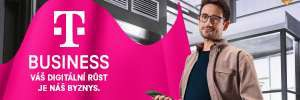 T
BUSINESS
VÁŠ DIGITÁLNÍ RŮST
JE NÁŠ BYZNYS.